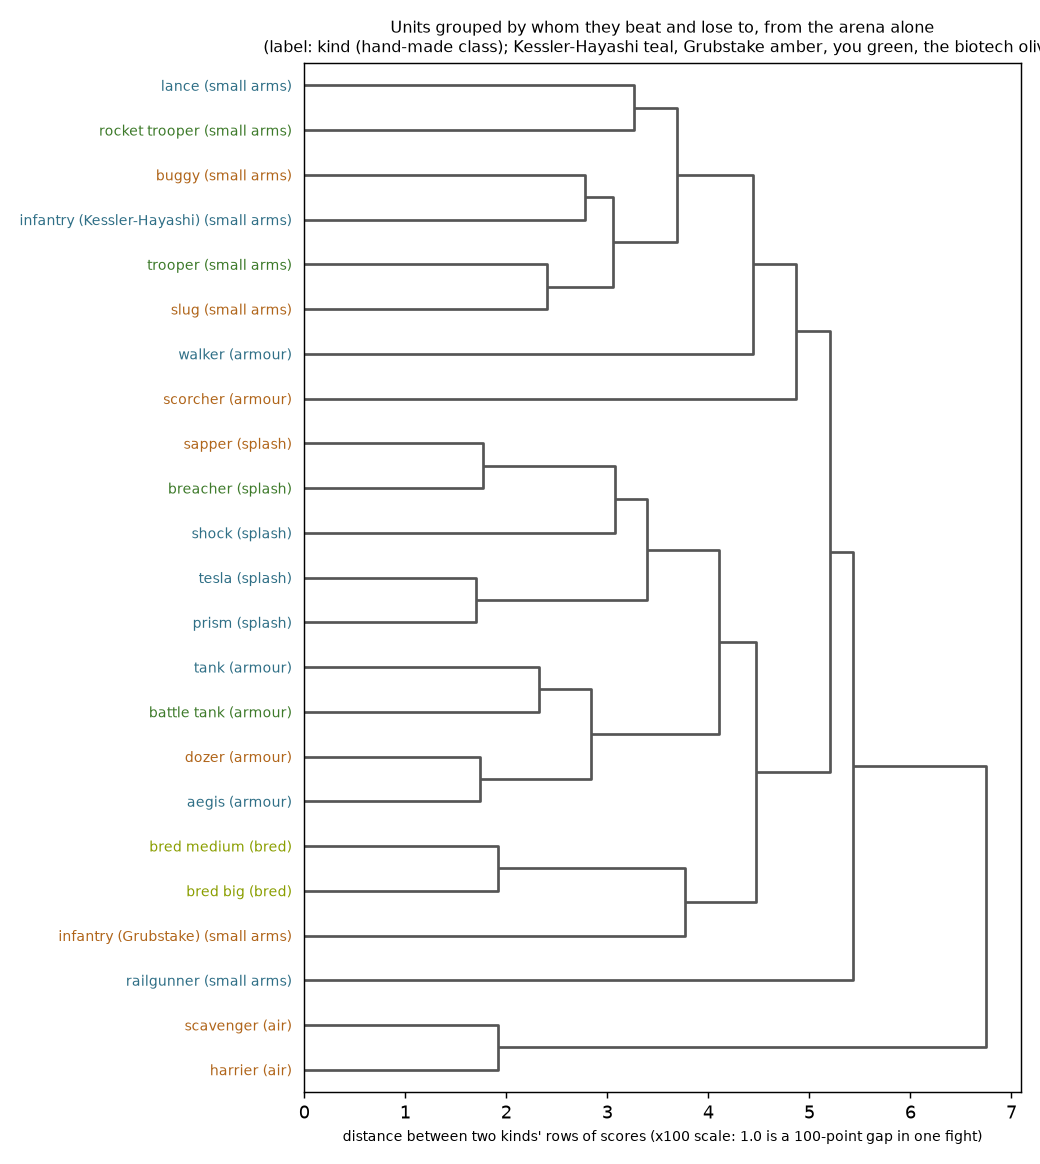 Units grouped by whom they beat and lose to, from the arena alone
(label: kind (hand-made class); Kessler-Hayashi teal, Grubstake amber, you green, the biotech
lance (small arms)
rocket trooper (small arms)
buggy (small arms)
infantry (Kessler-Hayashi) (small arms)
trooper (small arms)
slug (small arms)
walker (armour)
scorcher (armour)
sapper (splash)
breacher (splash)
shock (splash)
tesla (splash)
prism (splash)
tank (armour)
battle tank (armour)
dozer (armour)
aegis (armour)
bred medium (bred)
bred big (bred)
infantry (Grubstake) (small arms)
railgunner (small arms)
scavenger (air)
harrier (air)
0 1 2 3 4 5 6 7
distance between two kinds' rows of scores (x100 scale: 1.0 is a 100-point gap in one fight)